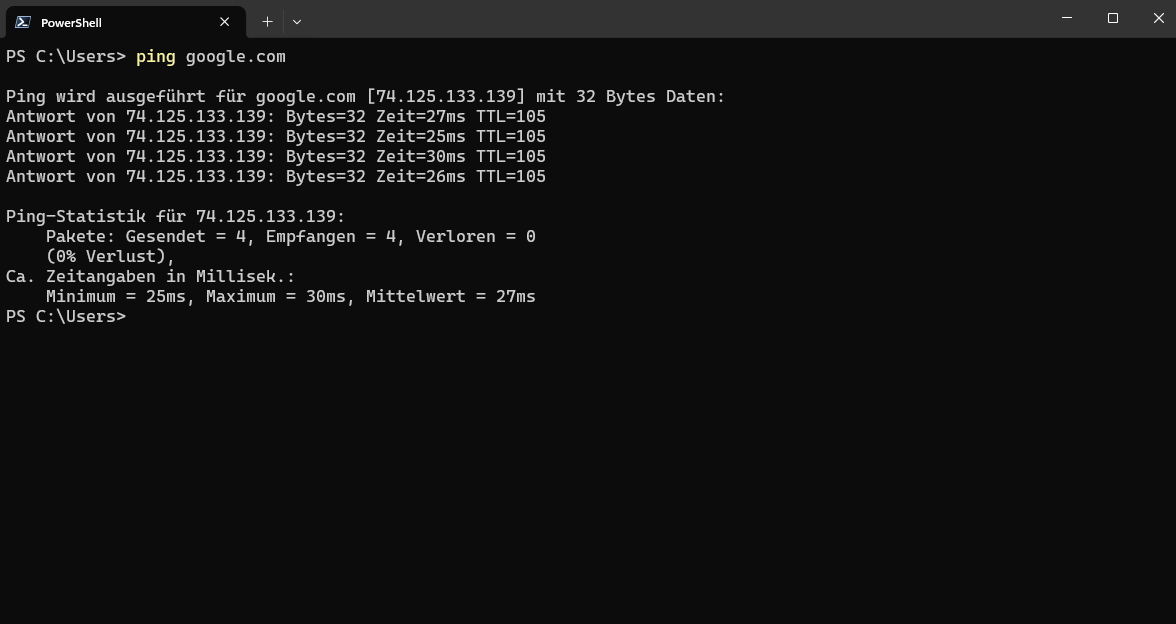 PowerShell
PS C:\Users> ping google.com
Ping wird ausgeführt für google.com [74.125.133.139] mit 32 Bytes Daten:
Antwort von 74.125.133.139: Bytes=32 Zeit=27ms TTL=105
Antwort von 74.125.133.139: Bytes=32 Zeit=25ms TTL=105
Antwort von 74.125.133.139: Bytes=32 Zeit=30ms TTL=105
Antwort von 74.125.133.139: Bytes=32 Zeit=26ms TTL=105
Ping-Statistik für 74.125.133.139:
Pakete: Gesendet = 4, Empfangen = 4, Verloren = 0
(0% Verlust),
Ca. Zeitangaben in Millisek.:
Minimum = 25ms, Maximum = 30ms, Mittelwert = 27ms
PS C:\Users>